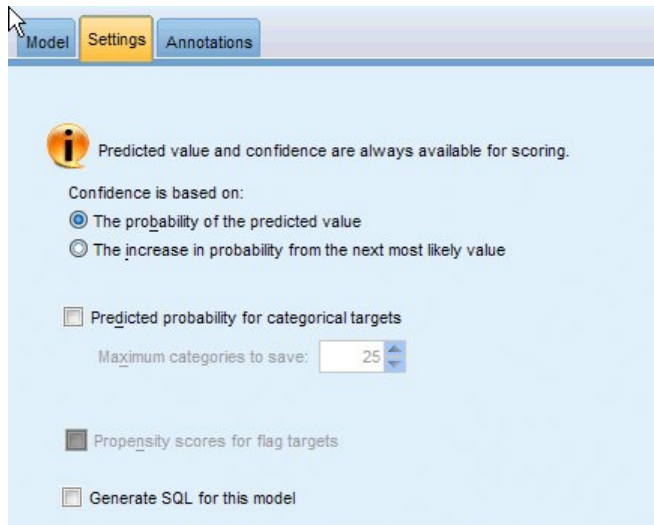 Model Settings Annotations
Predicted value and confidence are always available for scoring.
Confidence is based on:
The probability of the predicted value
The increase in probability from the next most likely value
Predicted probability for categorical targets
Maximum categories to save: 25
Propensity scores for flag targets
Generate SQL for this model